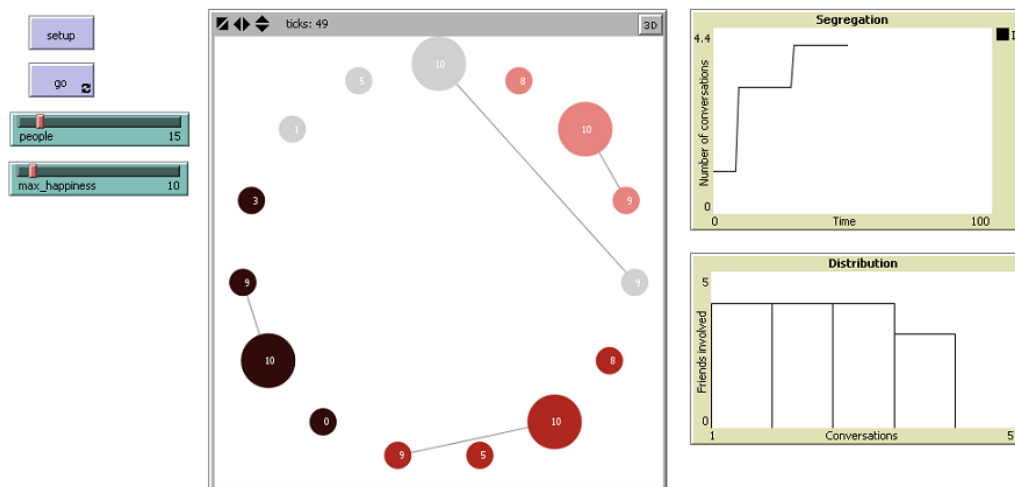 setup
go
people 15
max_happiness 10
ticks: 49
3D
10
5
8
10
1
3
9
9
9
10
8
10
0
9
5
Segregation
4.4
Number of conversations
0
0 Time 100
Distribution
5
Friends involved
0
1 Conversations 5